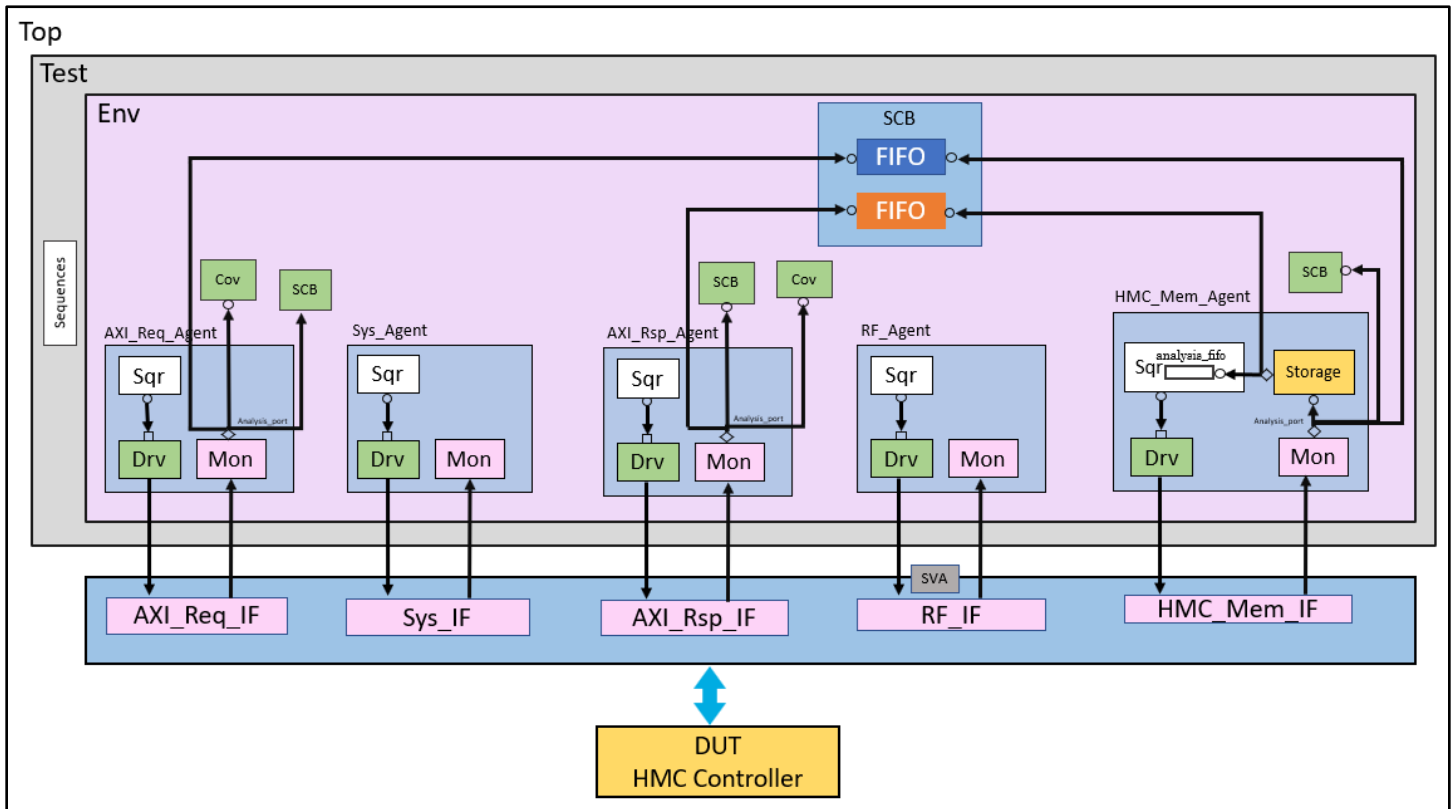 Top
Test
Env
SCB
FIFO
FIFO
Sequences
Cov
SCB
SCB
Cov
SCB
AXI_Req_Agent
Sys_Agent
AXI_Rsp_Agent
RF_Agent
HMC_Mem_Agent
Sqr
Sqr
Sqr
Sqr
Sqr
analysis_fifo
Storage
Analysis_port
Analysis_port
Analysis_port
Drv
Mon
Drv
Mon
Drv
Mon
Drv
Mon
Drv
Mon
SVA
AXI_Req_IF
Sys_IF
AXI_Rsp_IF
RF_IF
HMC_Mem_IF
DUT
HMC Controller